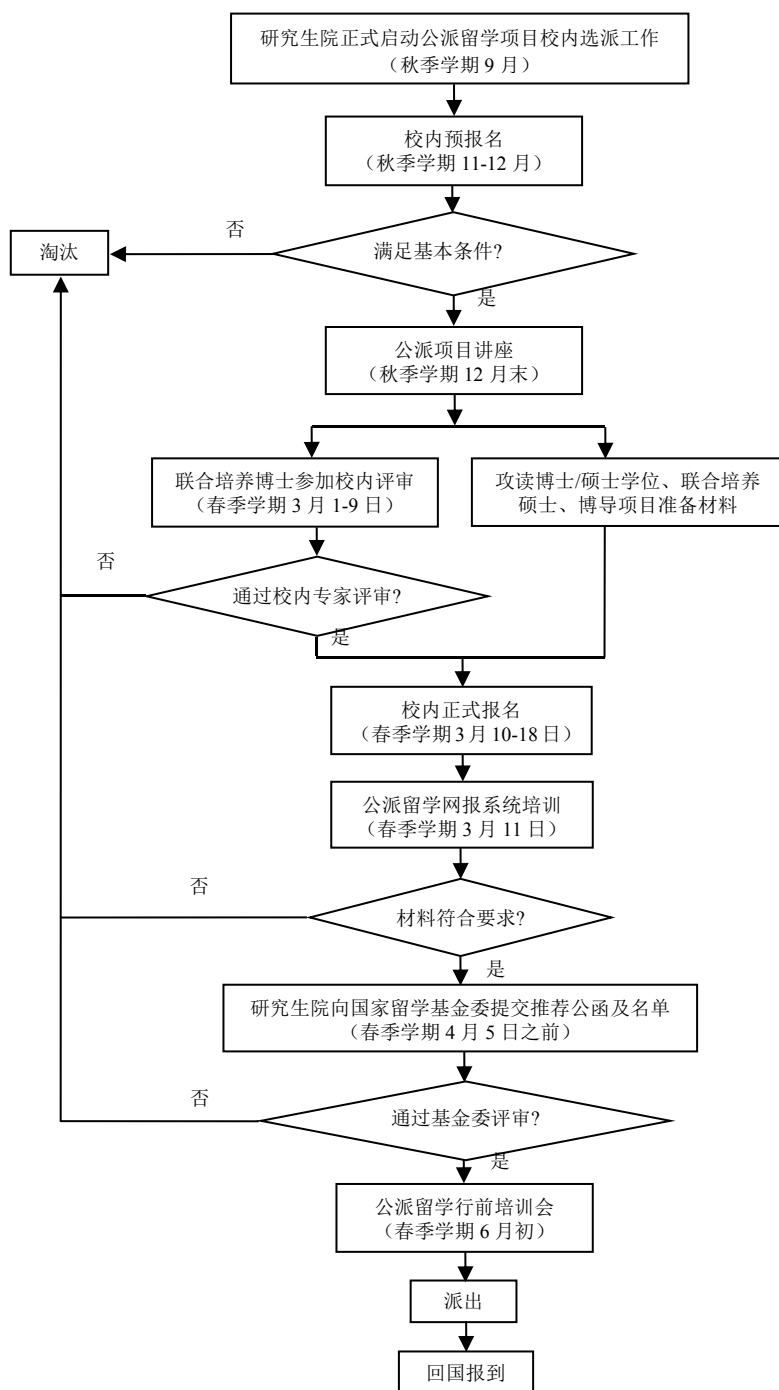 研究生院正式启动公派留学项目校内选派工作
（秋季学期 9 月）
校内预报名
（秋季学期 11-12 月）
否
淘汰
满足基本条件?
是
公派项目讲座
（秋季学期 12 月末）
联合培养博士参加校内评审
（春季学期 3 月 1-9 日）
攻读博士/硕士学位、联合培养
硕士、博导项目准备材料
否
通过校内专家评审?
是
校内正式报名
（春季学期 3 月 10-18 日）
公派留学网报系统培训
（春季学期 3 月 11 日）
否
材料符合要求?
是
研究生院向国家留学基金委提交推荐公函及名单
（春季学期 4 月 5 日之前）
否
通过基金委评审?
是
公派留学行前培训会
（春季学期 6 月初）
派出
回国报到